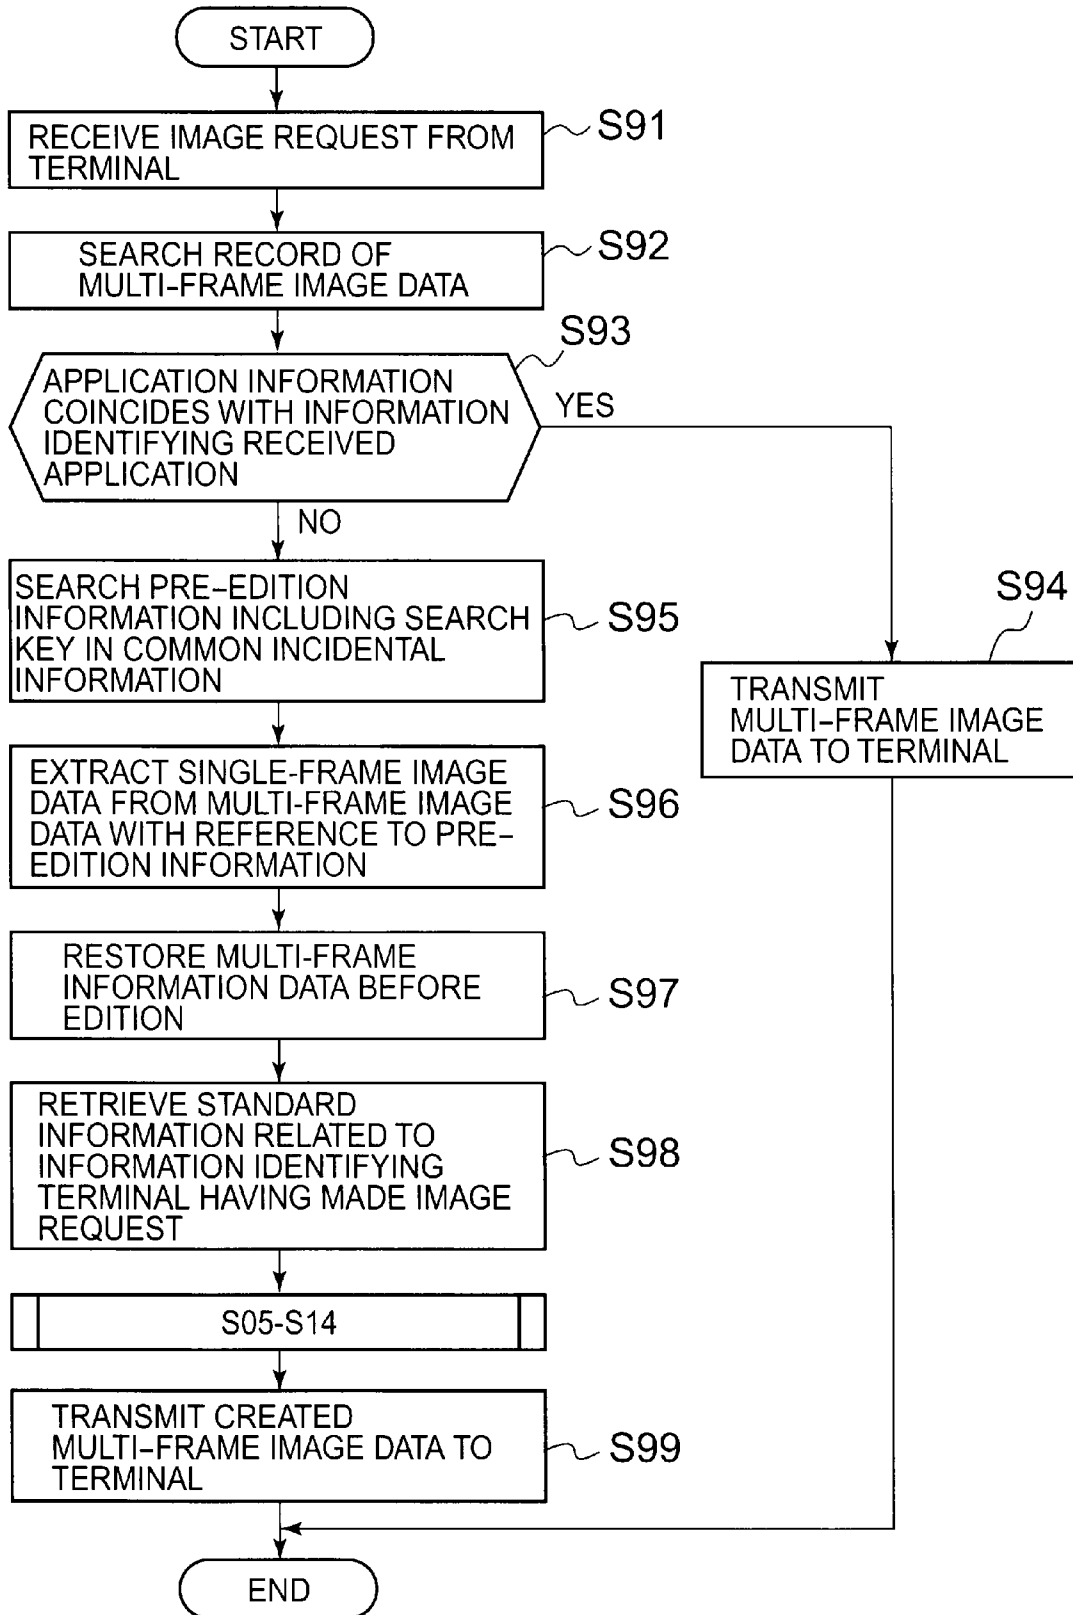 START
RECEIVE IMAGE REQUEST FROM
TERMINAL
S91
SEARCH RECORD OF
MULTI-FRAME IMAGE DATA
S92
S93
APPLICATION INFORMATION
COINCIDES WITH INFORMATION
IDENTIFYING RECEIVED
APPLICATION
YES
NO
SEARCH PRE-EDITION
INFORMATION INCLUDING SEARCH
KEY IN COMMON INCIDENTAL
INFORMATION
S95
S94
TRANSMIT
MULTI-FRAME IMAGE
DATA TO TERMINAL
EXTRACT SINGLE-FRAME IMAGE
DATA FROM MULTI-FRAME IMAGE
DATA WITH REFERENCE TO PRE-
EDITION INFORMATION
S96
RESTORE MULTI-FRAME
INFORMATION DATA BEFORE
EDITION
S97
RETRIEVE STANDARD
INFORMATION RELATED TO
INFORMATION IDENTIFYING
TERMINAL HAVING MADE IMAGE
REQUEST
S98
S05-S14
TRANSMIT CREATED
MULTI-FRAME IMAGE DATA TO
TERMINAL
S99
END